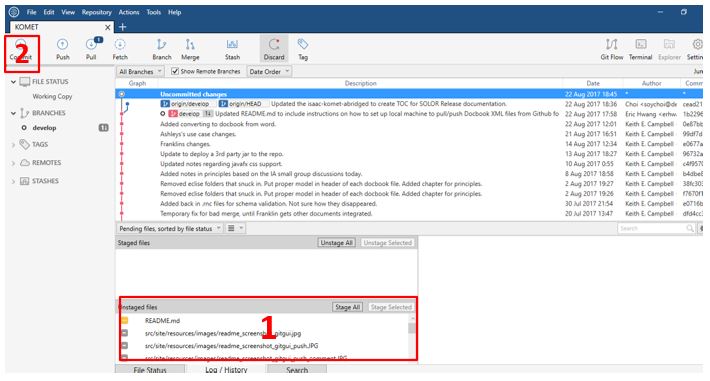 File Edit View Repository Actions Tools Help
KOMET
Commit Push Pull 1 Fetch Branch Merge Stash Discard Tag Git Flow Terminal Explorer
2
All Branches Show Remote Branches Date Order
Graph Description Date Author
FILE STATUS
Working Copy
BRANCHES
develop
TAGS
REMOTES
STASHES
Uncommitted changes 22 Aug 2017 18:45 * *
origin/develop origin/HEAD Updated the isaac-komet-abridged to create TOC for SOLOR Release documentation. 22 Aug 2017 18:36 Choi <soychoi@de cead21
develop Updated README.md to include instructions on how to set up local machine to pull/push Docbook XML files from Github fo 22 Aug 2017 17:58 Eric Hwang <erihw. 1b2296
Added converting to docbook from word. 22 Aug 2017 12:01 Keith E. Campbell
Ashleys's use case changes. 21 Aug 2017 16:51 Keith E. Campbell 99df7d
Franklins changes. 14 Aug 2017 12:34 Keith E. Campbell
Update to deploy a 3rd party jar to the repo. 13 Aug 2017 18:27 Keith E. Campbell 96732a
Updated notes regarding javafx css support. 10 Aug 2017 0:55 Keith E. Campbell
Added notes in principles based on the IA small group discussions today. 8 Aug 2017 18:58 Keith E. Campbell
Removed eclise folders that snuck in. Put proper model in header of each docbook file. Added chapter for principles. 2 Aug 2017 19:27 Keith E. Campbell 38fc30
Removed eclise folders that snuck in. Put proper model in header of each docbook file. Added chapter for principles. 2 Aug 2017 19:26 Keith E. Campbell
Added back in .rnc files for schema validation. Not sure how they disappeared. 30 Jul 2017 21:54 Keith E. Campbell
Temporary fix for bad merge, until Franklin gets other documents integrated. 20 Jul 2017 13:47 Keith E. Campbell
Pending files, sorted by file status Search
Staged files Unstage All Unstage Selected
Unstaged files Stage All Stage Selected
README.md
1
src/site/resources/images/readme_screenshot_gitgui.jpg
src/site/resources/images/readme_screenshot_gitgui_push.JPG
src/site/resources/images/readme_screenshot_gitgui_push_comment.JPG
File Status Log / History Search